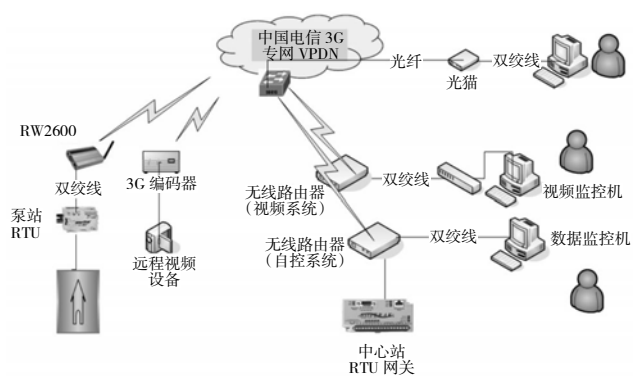 中国电信 3G
专网 VPDN
光纤
光猫
双绞线
RW2600
双绞线
3G 编码器
泵站
RTU
远程视频
设备
无线路由器
（视频系统）
双绞线
视频监控机
无线路由器
（自控系统）
双绞线
数据监控机
中心站
RTU 网关